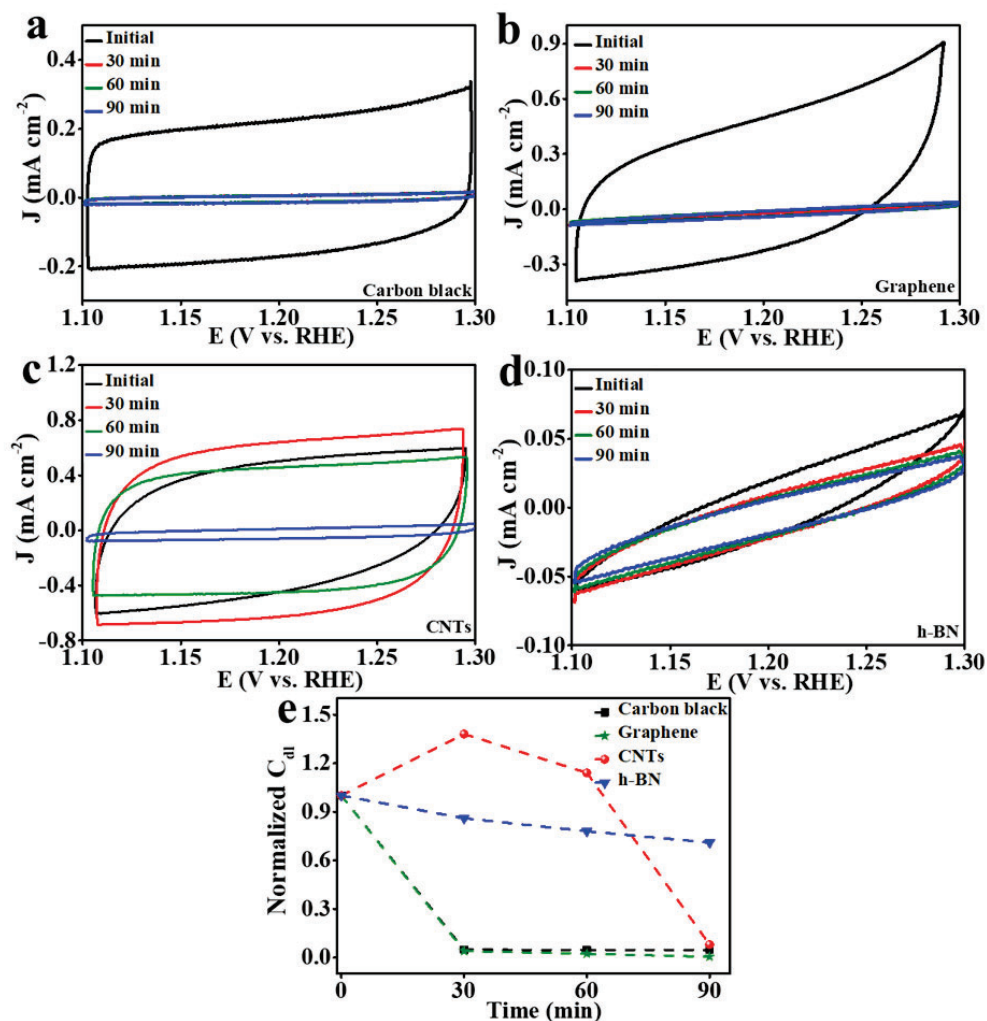 a
Initial
30 min
60 min
90 min
0.4
0.2
0.0
-0.2
J (mA cm-2)
Carbon black
1.10 1.15 1.20 1.25 1.30
E (V vs. RHE)
b
Initial
30 min
60 min
90 min
0.9
0.6
0.3
0.0
-0.3
J (mA cm-2)
Graphene
1.10 1.15 1.20 1.25 1.30
E (V vs. RHE)
c
Initial
30 min
60 min
90 min
1.2
0.8
0.4
0.0
-0.4
-0.8
J (mA cm-2)
CNTs
1.10 1.15 1.20 1.25 1.30
E (V vs. RHE)
d
Initial
30 min
60 min
90 min
0.10
0.05
0.00
-0.05
-0.10
J (mA cm-2)
h-BN
1.10 1.15 1.20 1.25 1.30
E (V vs. RHE)
e
Carbon black
Graphene
CNTs
h-BN
1.5
1.2
0.9
0.6
0.3
0.0
Normalized Cdl
0 30 60 90
Time (min)